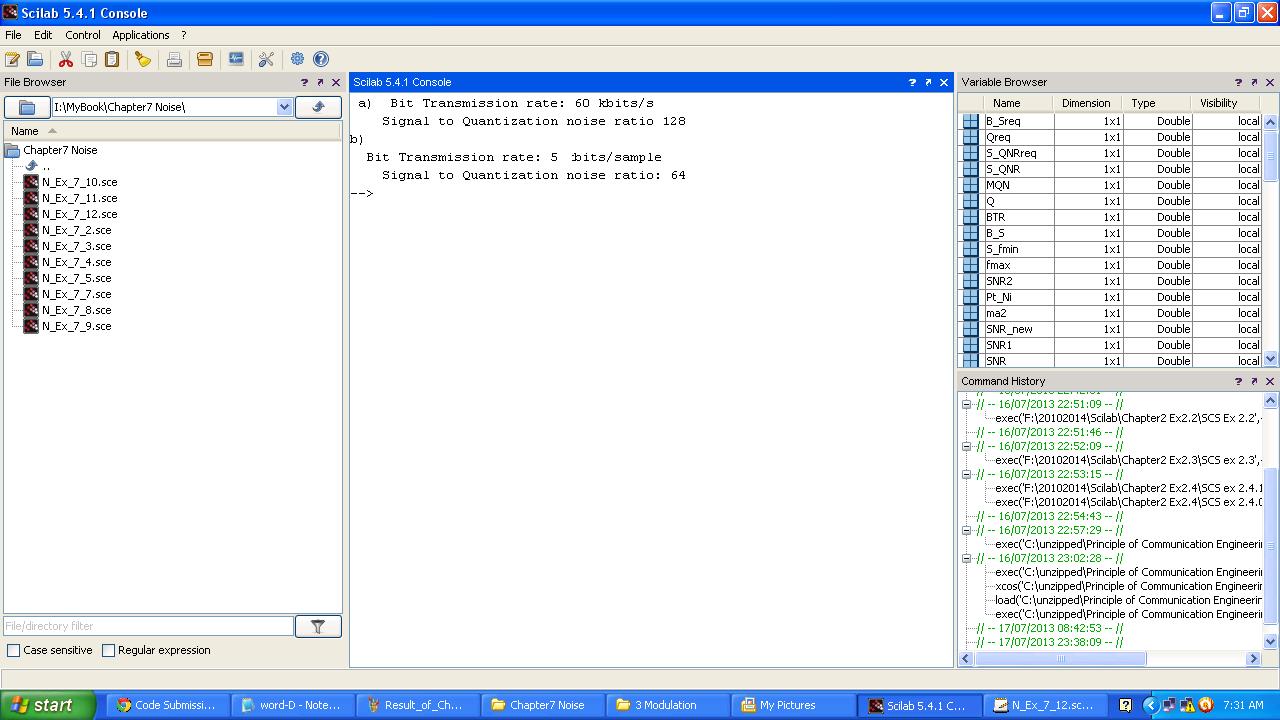 Scilab 5.4.1 Console
File Edit Control Applications ?
File Browser
I:\MyBook\Chapter7 Noise\
Name
Chapter7 Noise
..
N_Ex_7_10.sce
N_Ex_7_11.sce
N_Ex_7_12.sce
N_Ex_7_2.sce
N_Ex_7_3.sce
N_Ex_7_4.sce
N_Ex_7_5.sce
N_Ex_7_7.sce
N_Ex_7_8.sce
N_Ex_7_9.sce
File/directory filter
Case sensitive Regular expression
Scilab 5.4.1 Console
a) Bit Transmission rate: 60 kbits/s
Signal to Quantization noise ratio 128
b)
Bit Transmission rate: 5 bits/sample
Signal to Quantization noise ratio: 64
-->
Variable Browser
Name Dimension Type Visibility
B_Sreq 1x1 Double local
Qreq 1x1 Double local
S_QNRreq 1x1 Double local
S_QNR 1x1 Double local
MQN 1x1 Double local
Q 1x1 Double local
BTR 1x1 Double local
B_S 1x1 Double local
S_fmin 1x1 Double local
fmax 1x1 Double local
SNR2 1x1 Double local
Pt_Ni 1x1 Double local
ma2 1x1 Double local
SNR_new 1x1 Double local
SNR1 1x1 Double local
SNR 1x1 Double local
Command History
// -- 16/07/2013 22:51:09 -- //
exec('F:\20102014\Scilab\Chapter2 Ex2.2\SCS Ex 2.2',
// -- 16/07/2013 22:51:46 -- //
// -- 16/07/2013 22:52:09 -- //
exec('F:\20102014\Scilab\Chapter2 Ex2.3\SCS ex 2.3',
// -- 16/07/2013 22:53:15 -- //
exec('F:\20102014\Scilab\Chapter2 Ex2.4\SCS ex 2.4.1
exec('F:\20102014\Scilab\Chapter2 Ex2.4\SCS ex 2.4.
// -- 16/07/2013 22:54:43 -- //
// -- 16/07/2013 22:57:29 -- //
exec('C:\unzipped\Principle of Communication Engineeri
// -- 16/07/2013 23:02:28 -- //
exec('C:\unzipped\Principle of Communication Engineeri
xcos('C:\unzipped\Principle of Communication Engineerir
load('C:\unzipped\Principle of Communication Engineerin
exec('C:\unzipped\Principle of Communication Engineeri
// -- 17/07/2013 08:42:53 -- //
// -- 17/07/2013 23:38:09 -- //
start Code Submissi... word-D - Note... Result_of_Ch... Chapter7 Noise 3 Modulation My Pictures Scilab 5.4.1 C... N_Ex_7_12.sc... 7:31 AM